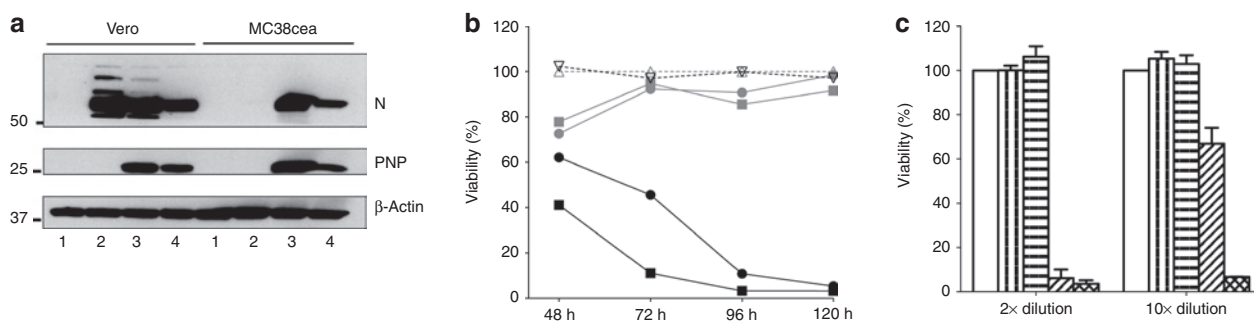 a
Vero MC38cea
50
N
25
PNP
37
β-Actin
1 2 3 4 1 2 3 4
b
Viability (%)
120
100
80
60
40
20
0
48 h 72 h 96 h 120 h
c
Viability (%)
120
100
80
60
40
20
0
2× dilution 10× dilution